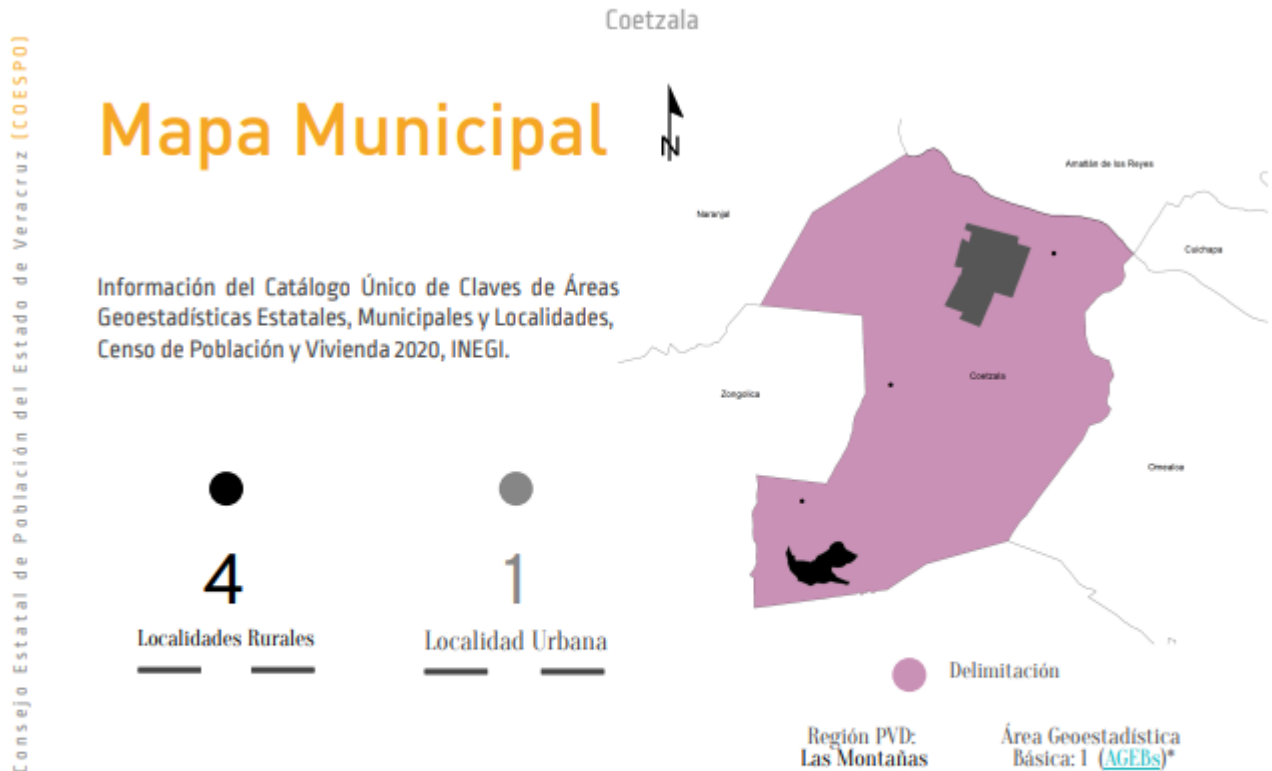 Coetzala
Consejo Estatal de Población del Estado de Veracruz (COESPO)
Mapa Municipal
Información del Catálogo Único de Claves de Áreas
Geoestadísticas Estatales, Municipales y Localidades,
Censo de Población y Vivienda 2020, INEGI.
4
Localidades Rurales
1
Localidad Urbana
N
Amatlán de los Reyes
Naranjal
Cuichapa
Coetzala
Zongolica
Omealca
Delimitación
Región PVD:
Las Montañas
Área Geoestadística
Básica: 1 (AGEBs)*